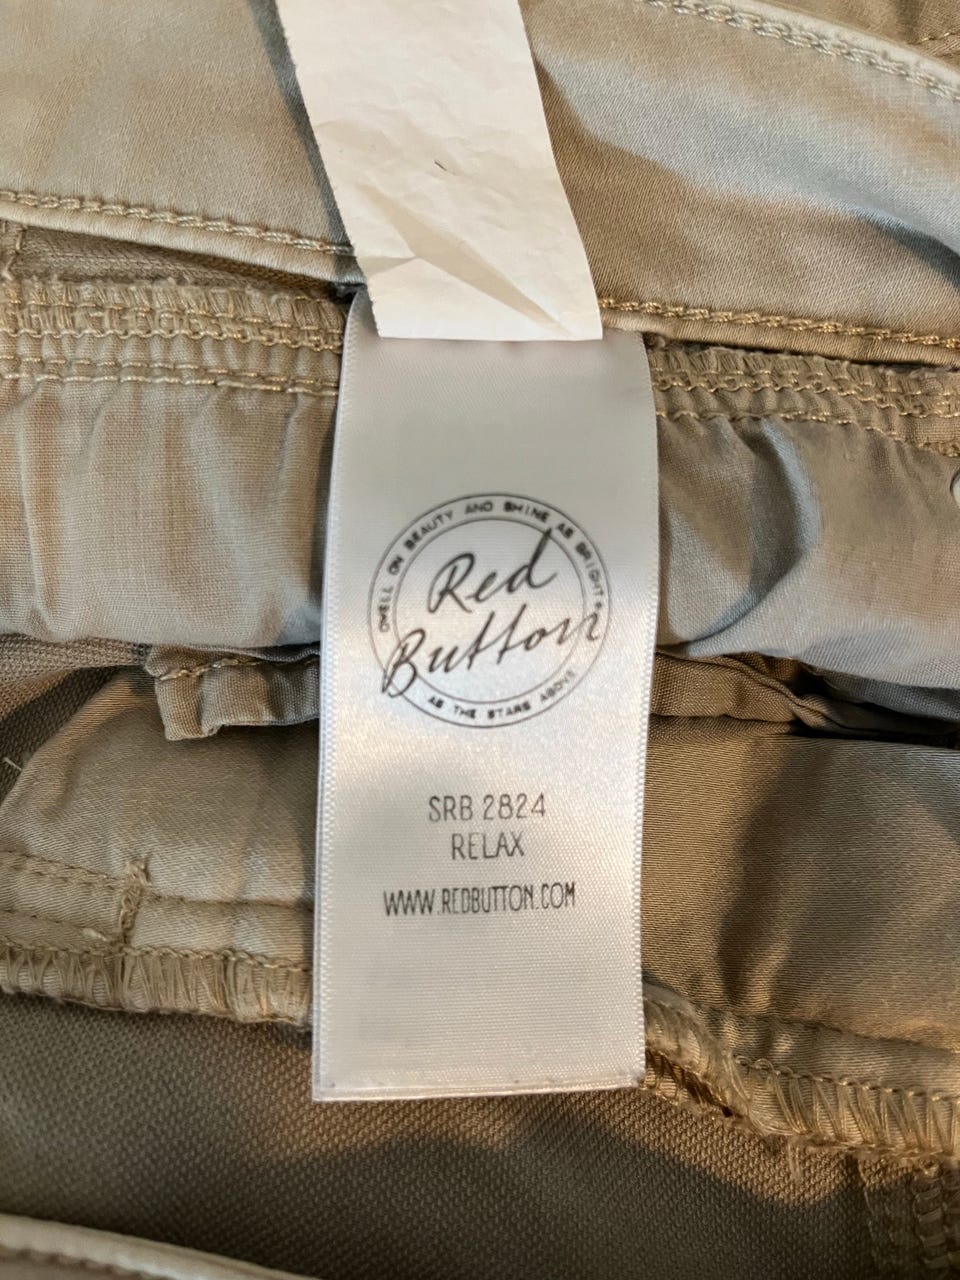 DWELL ON BEAUTY AND SHINE AS BRIGHT
Red
Button
AS THE STARS ABOVE
SRB 2824
RELAX
WWW.REDBUTTON.COM